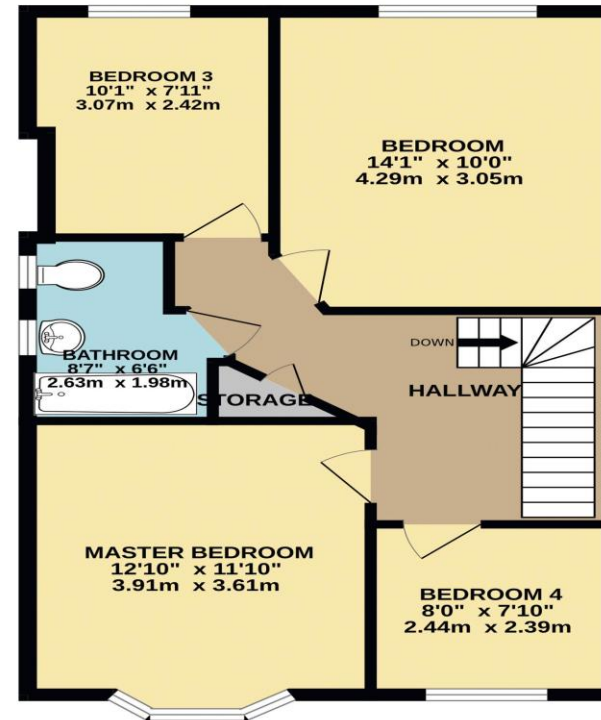 BEDROOM 3
10'1" x 7'11"
3.07m x 2.42m
BEDROOM
14'1" x 10'0"
4.29m x 3.05m
BATHROOM
8'7" x 6'6"
2.63m x 1.98m
STORAGE
DOWN
HALLWAY
MASTER BEDROOM
12'10" x 11'10"
3.91m x 3.61m
BEDROOM 4
8'0" x 7'10"
2.44m x 2.39m